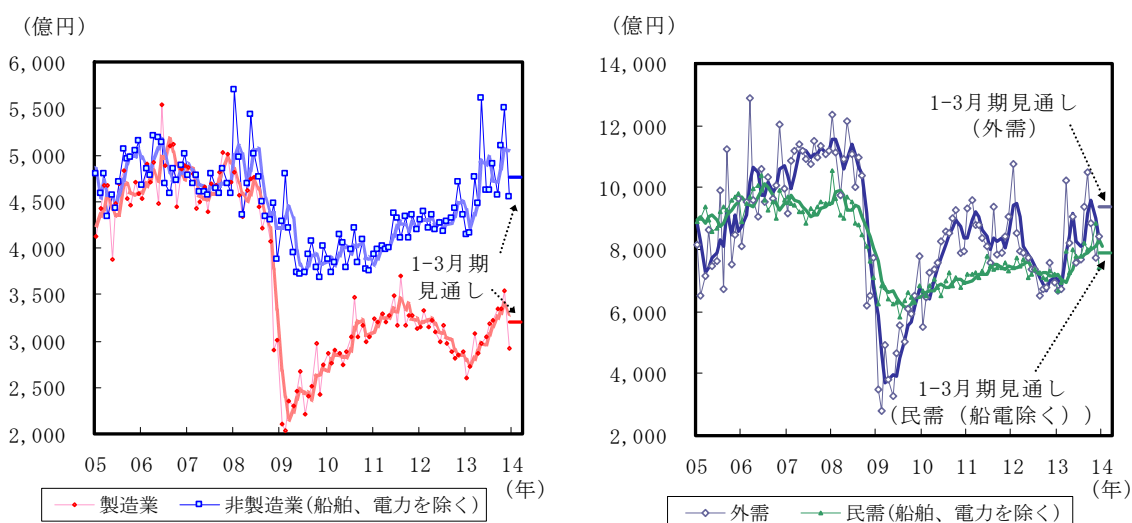 (億円)
6,000
5,500
5,000
4,500
4,000
3,500
3,000
2,500
2,000
1-3月期
見通し
05 06 07 08 09 10 11 12 13 14
(年)
製造業 非製造業(船舶、電力を除く)
(億円)
14,000
12,000
10,000
8,000
6,000
4,000
2,000
1-3月期見通し
(外需)
1-3月期見通し
(民需(船電除く))
05 06 07 08 09 10 11 12 13 14
(年)
外需 民需(船舶、電力を除く)